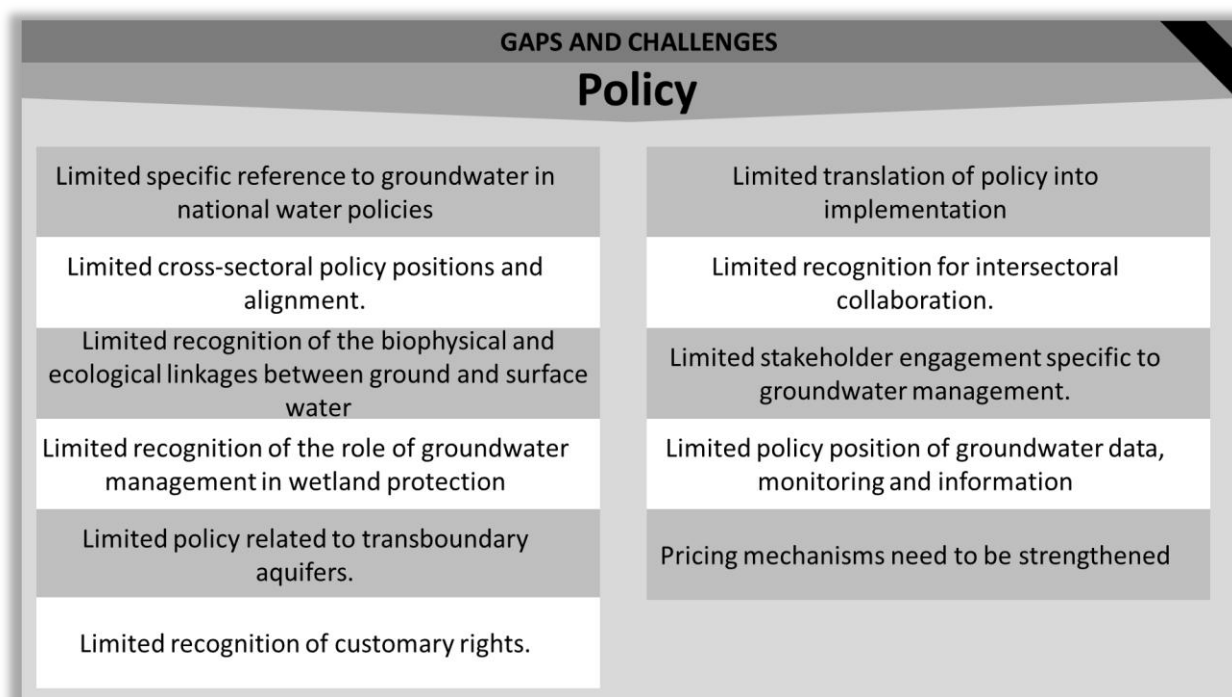 GAPS AND CHALLENGES
Policy
Limited specific reference to groundwater in
national water policies
Limited cross-sectoral policy positions and
alignment.
Limited recognition of the biophysical and
ecological linkages between ground and surface
water
Limited recognition of the role of groundwater
management in wetland protection
Limited policy related to transboundary
aquifers.
Limited recognition of customary rights.
Limited translation of policy into
implementation
Limited recognition for intersectoral
collaboration.
Limited stakeholder engagement specific to
groundwater management.
Limited policy position of groundwater data,
monitoring and information
Pricing mechanisms need to be strengthened